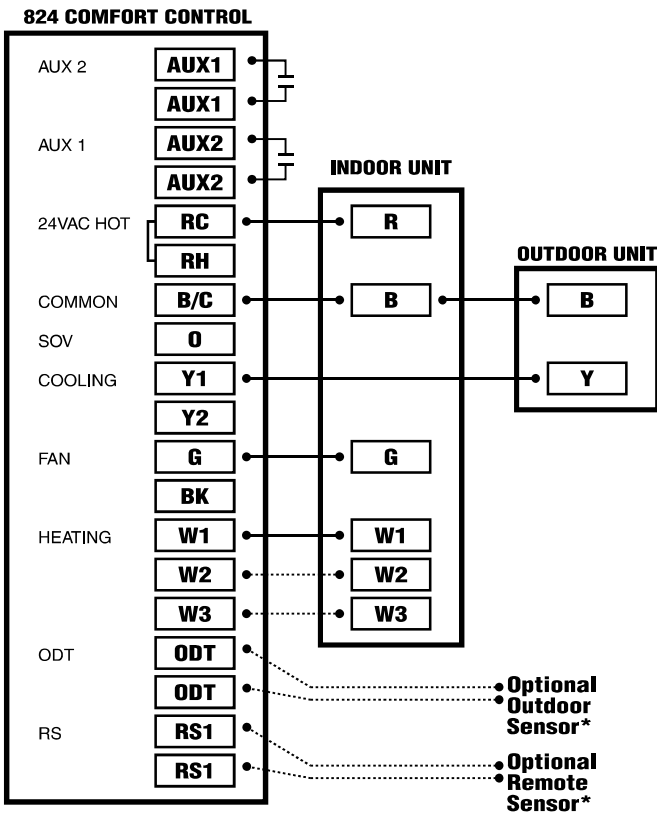 824 COMFORT CONTROL
AUX 2 AUX1
AUX1
AUX 1 AUX2
AUX2
INDOOR UNIT
24VAC HOT RC R
RH
OUTDOOR UNIT
COMMON B/C B B
SOV O
COOLING Y1 Y
Y2
FAN G G
BK
HEATING W1 W1
W2 W2
W3 W3
ODT ODT
ODT
Optional
Outdoor
Sensor*
RS RS1
RS1
Optional
Remote
Sensor*